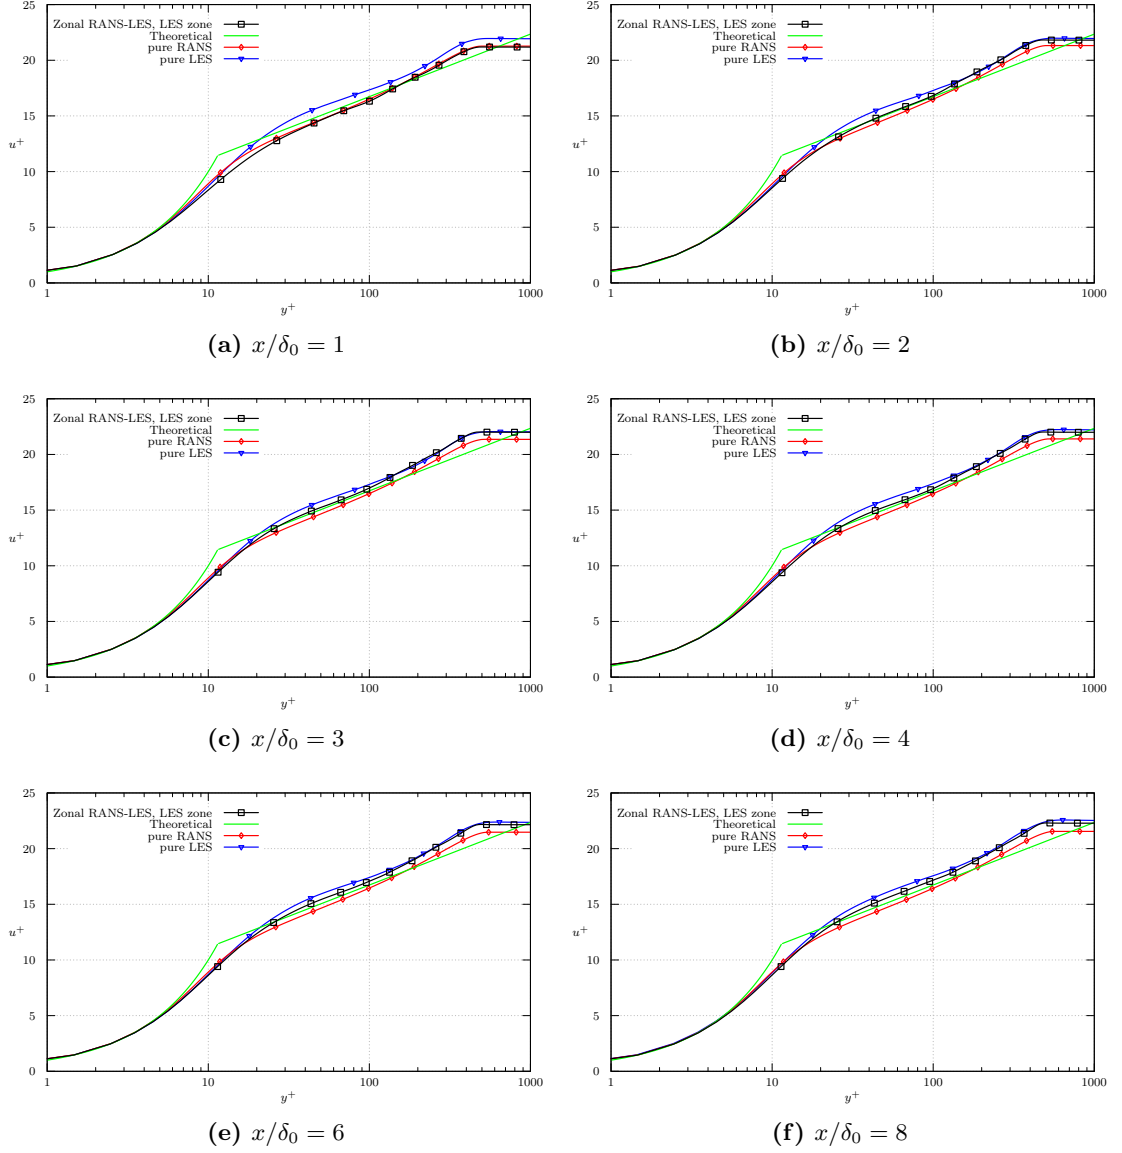 25
20
15
10
5
0
u+
Zonal RANS-LES, LES zone
Theoretical
pure RANS
pure LES
1 10 100 1000
y+
(a) x/δ0 = 1
25
20
15
10
5
0
u+
Zonal RANS-LES, LES zone
Theoretical
pure RANS
pure LES
1 10 100 1000
y+
(b) x/δ0 = 2
25
20
15
10
5
0
u+
Zonal RANS-LES, LES zone
Theoretical
pure RANS
pure LES
1 10 100 1000
y+
(c) x/δ0 = 3
25
20
15
10
5
0
u+
Zonal RANS-LES, LES zone
Theoretical
pure RANS
pure LES
1 10 100 1000
y+
(d) x/δ0 = 4
25
20
15
10
5
0
u+
Zonal RANS-LES, LES zone
Theoretical
pure RANS
pure LES
1 10 100 1000
y+
(e) x/δ0 = 6
25
20
15
10
5
0
u+
Zonal RANS-LES, LES zone
Theoretical
pure RANS
pure LES
1 10 100 1000
y+
(f) x/δ0 = 8